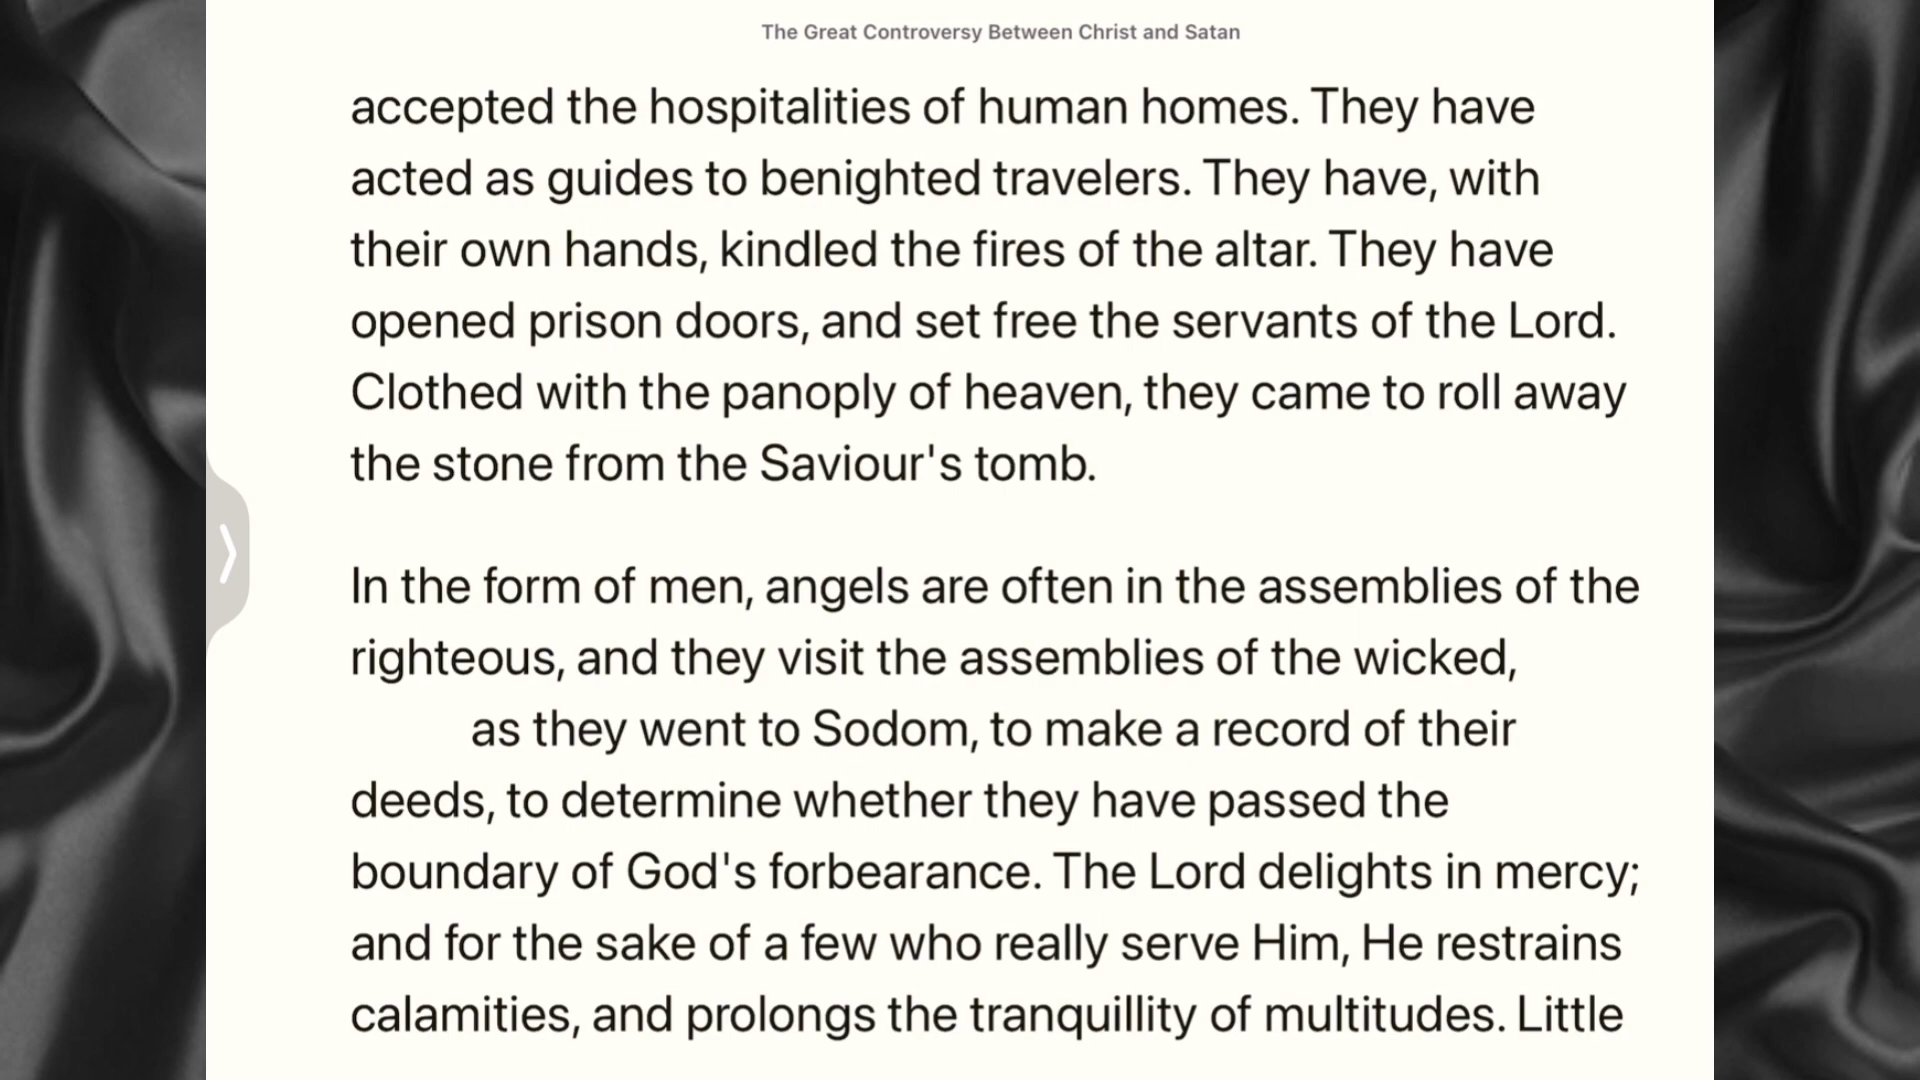 The Great Controversy Between Christ and Satan
accepted the hospitalities of human homes. They have
acted as guides to benighted travelers. They have, with
their own hands, kindled the fires of the altar. They have
opened prison doors, and set free the servants of the Lord.
Clothed with the panoply of heaven, they came to roll away
the stone from the Saviour's tomb.
In the form of men, angels are often in the assemblies of the
righteous, and they visit the assemblies of the wicked,
as they went to Sodom, to make a record of their
deeds, to determine whether they have passed the
boundary of God's forbearance. The Lord delights in mercy;
and for the sake of a few who really serve Him, He restrains
calamities, and prolongs the tranquillity of multitudes. Little